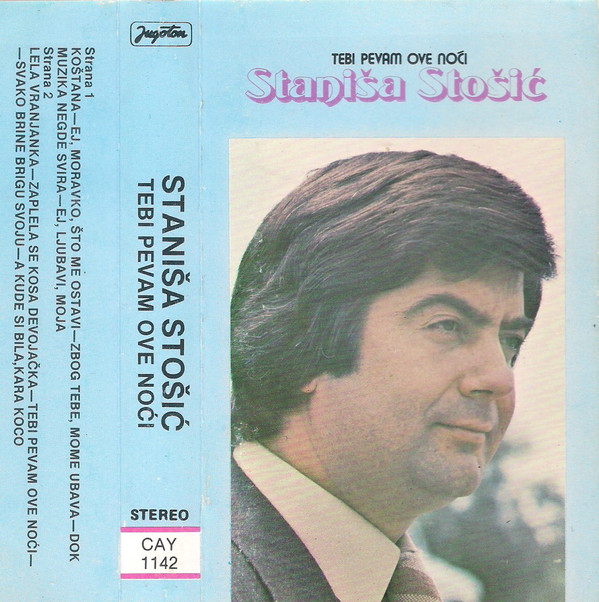 Strana 1
KOŠTANA—EJ, MORAVKO, ŠTO ME OSTAVI—ZBOG TEBE, MOME UBAVA—DOK
MUZIKA NEGDE SVIRA—EJ, LJUBAVI, MOJA
Strana 2
LELA VRANJANKA—ZAPLELA SE KOSA DEVOJAČKA—TEBI PEVAM OVE NOĆI—
—SVAKO BRINE BRIGU SVOJU—A KUDE SI BILA,KARA KOCO
Jugoton
STANIŠA STOŠIĆ
TEBI PEVAM OVE NOĆI
STEREO
CAY
1142
TEBI PEVAM OVE NOĆI
Staniša Stošić